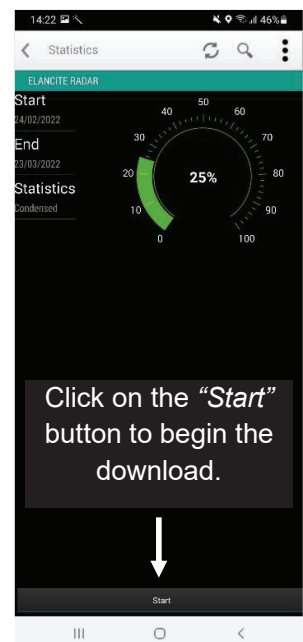 14:22 46%
Statistics
ELANCITE RADAR
Start
24/02/2022
End
23/03/2022
Statistics
Condensed
0
10
20
30
40
50
60
70
80
90
100
25%
Click on the “Start”
button to begin the
download.
Start